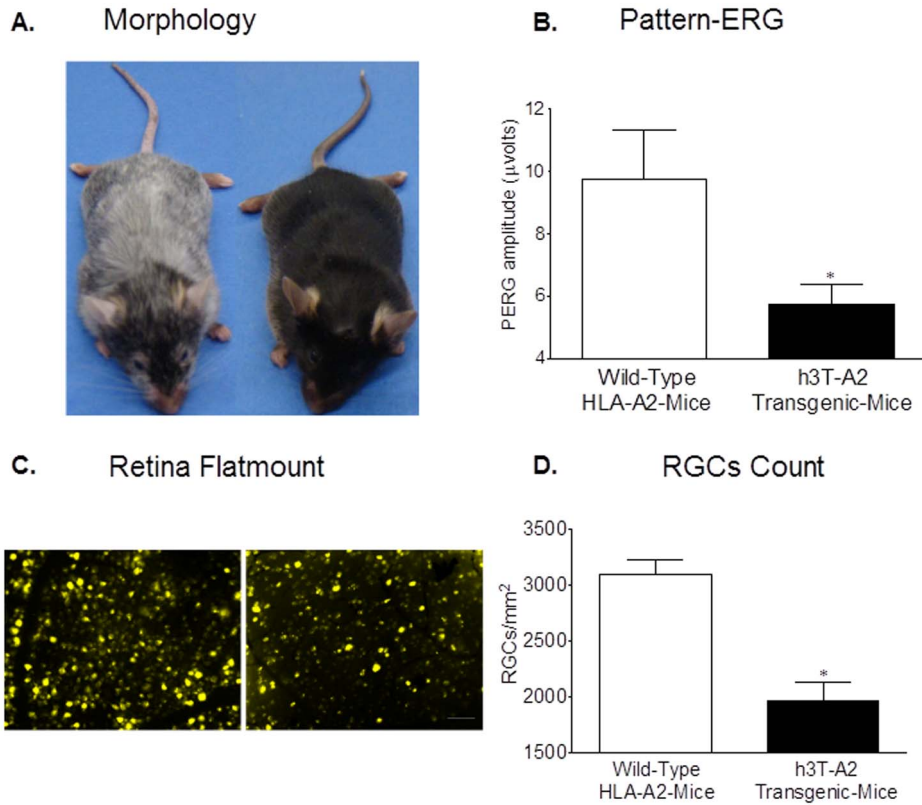 A. Morphology
B. Pattern-ERG
PERG amplitude (μvolts)
12
10
8
6
4
*
Wild-Type
HLA-A2-Mice
h3T-A2
Transgenic-Mice
C. Retina Flatmount
D. RGCs Count
RGCs/mm²
3500
3000
2500
2000
1500
*
Wild-Type
HLA-A2-Mice
h3T-A2
Transgenic-Mice